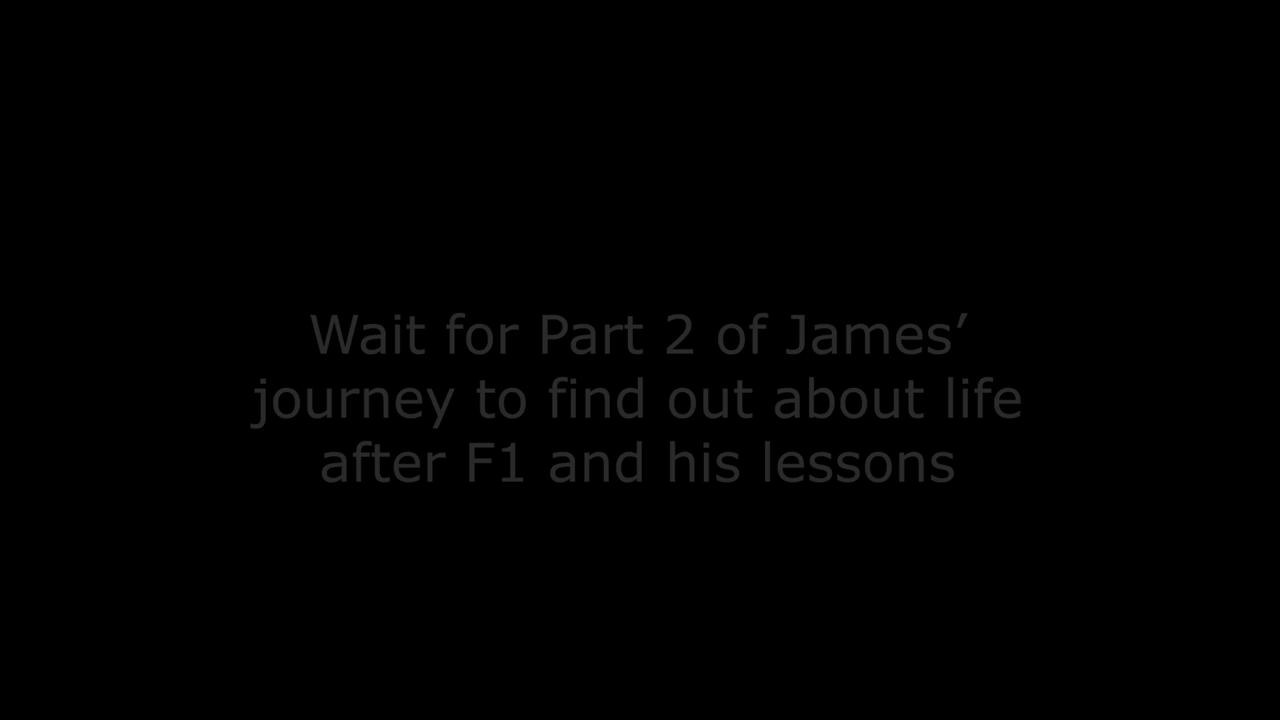 Wait for Part 2 of James’
journey to find out about life
after F1 and his lessons